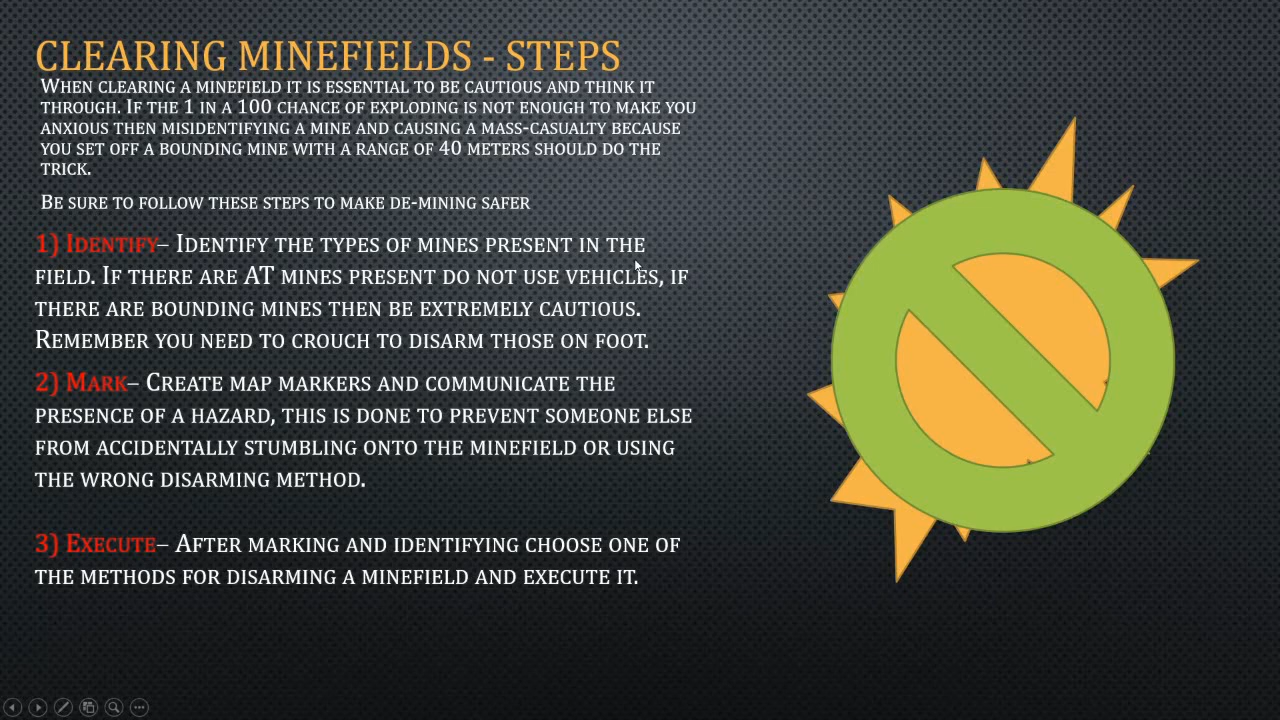 CLEARING MINEFIELDS - STEPS
WHEN CLEARING A MINEFIELD IT IS ESSENTIAL TO BE CAUTIOUS AND THINK IT
THROUGH. IF THE 1 IN A 100 CHANCE OF EXPLODING IS NOT ENOUGH TO MAKE YOU
ANXIOUS THEN MISIDENTIFYING A MINE AND CAUSING A MASS-CASUALTY BECAUSE
YOU SET OFF A BOUNDING MINE WITH A RANGE OF 40 METERS SHOULD DO THE
TRICK.
BE SURE TO FOLLOW THESE STEPS TO MAKE DE-MINING SAFER
1) IDENTIFY– IDENTIFY THE TYPES OF MINES PRESENT IN THE
FIELD. IF THERE ARE AT MINES PRESENT DO NOT USE VEHICLES, IF
THERE ARE BOUNDING MINES THEN BE EXTREMELY CAUTIOUS.
REMEMBER YOU NEED TO CROUCH TO DISARM THOSE ON FOOT.
2) MARK– CREATE MAP MARKERS AND COMMUNICATE THE
PRESENCE OF A HAZARD, THIS IS DONE TO PREVENT SOMEONE ELSE
FROM ACCIDENTALLY STUMBLING ONTO THE MINEFIELD OR USING
THE WRONG DISARMING METHOD.
3) EXECUTE– AFTER MARKING AND IDENTIFYING CHOOSE ONE OF
THE METHODS FOR DISARMING A MINEFIELD AND EXECUTE IT.